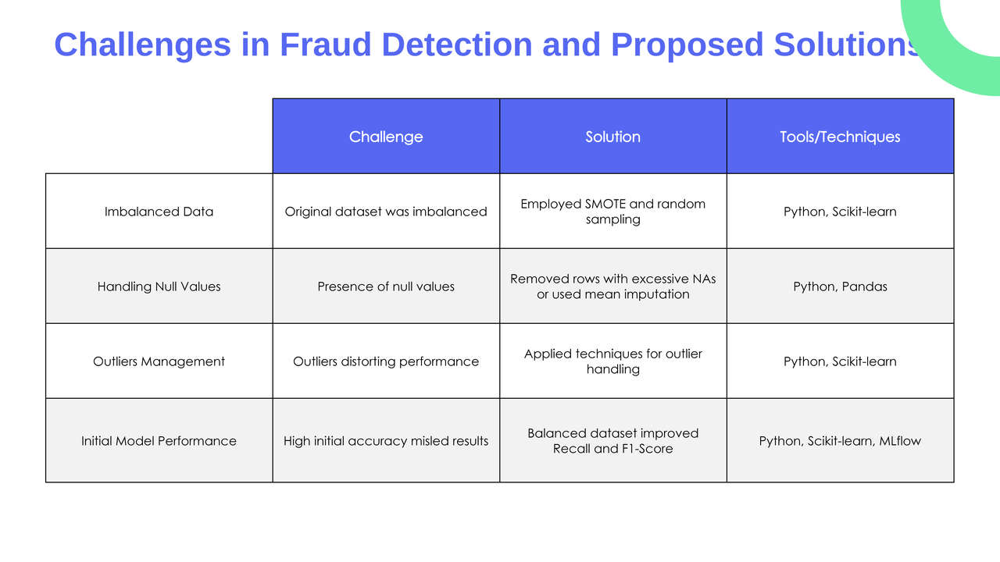 Challenges in Fraud Detection and Proposed Solutions
Challenge
Solution
Tools/Techniques
Imbalanced Data
Original dataset was imbalanced
Employed SMOTE and random
sampling
Python, Scikit-learn
Handling Null Values
Presence of null values
Removed rows with excessive NAs
or used mean imputation
Python, Pandas
Outliers Management
Outliers distorting performance
Applied techniques for outlier
handling
Python, Scikit-learn
Initial Model Performance
High initial accuracy misled results
Balanced dataset improved
Recall and F1-Score
Python, Scikit-learn, MLflow